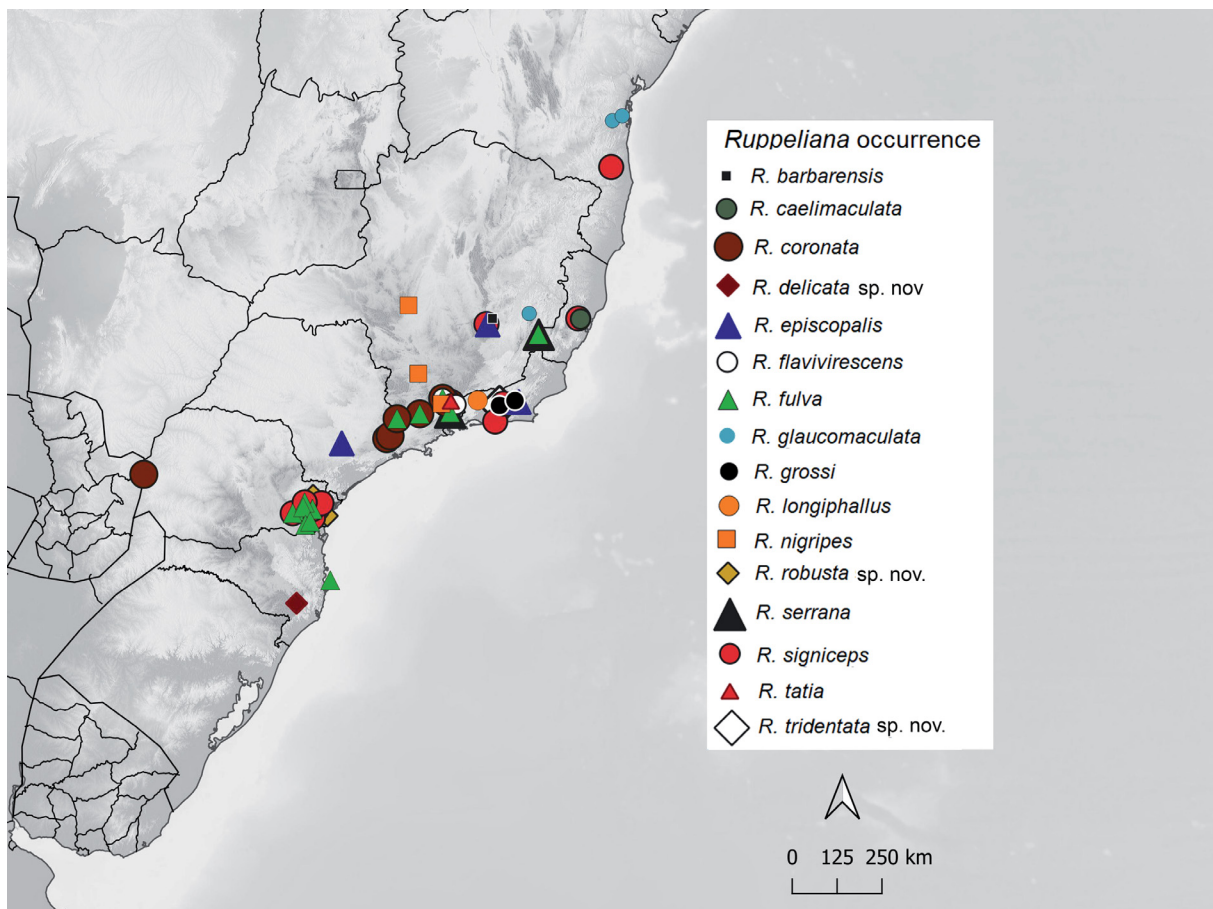 Ruppeliana occurrence
R. barbarensis
R. caelimaculata
R. coronata
R. delicata sp. nov
R. episcopalis
R. flavivirescens
R. fulva
R. glaucomaculata
R. grossi
R. longiphallus
R. nigripes
R. robusta sp. nov.
R. serrana
R. signiceps
R. tatia
R. tridentata sp. nov.
0 125 250 km